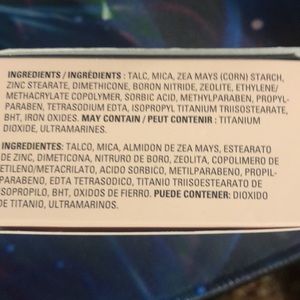 INGREDIENTS / INGRÉDIENTS : TALC, MICA, ZEA MAYS (CORN) STARCH,
ZINC STEARATE, DIMETHICONE, BORON NITRIDE, ZEOLITE, ETHYLENE/
METHACRYLATE COPOLYMER, SORBIC ACID, METHYLPARABEN, PROPYL-
PARABEN, TETRASODIUM EDTA, ISOPROPYL TITANIUM TRIISOSTEARATE,
BHT, IRON OXIDES. MAY CONTAIN / PEUT CONTENIR : TITANIUM
DIOXIDE, ULTRAMARINES.
INGREDIENTES: TALCO, MICA, ALMIDON DE ZEA MAYS, ESTEARATO
DE ZINC, DIMETICONA, NITRURO DE BORO, ZEOLITA, COPOLIMERO DE
ETILENO/METACRILATO, ACIDO SORBICO, METILPARABENO, PROPIL-
PARABENO, EDTA TETRASODICO, TITANIO TRIISOESTEARATO DE
ISOPROPILO, BHT, OXIDOS DE FIERRO. PUEDE CONTENER: DIOXIDO
DE TITANIO, ULTRAMARINOS.